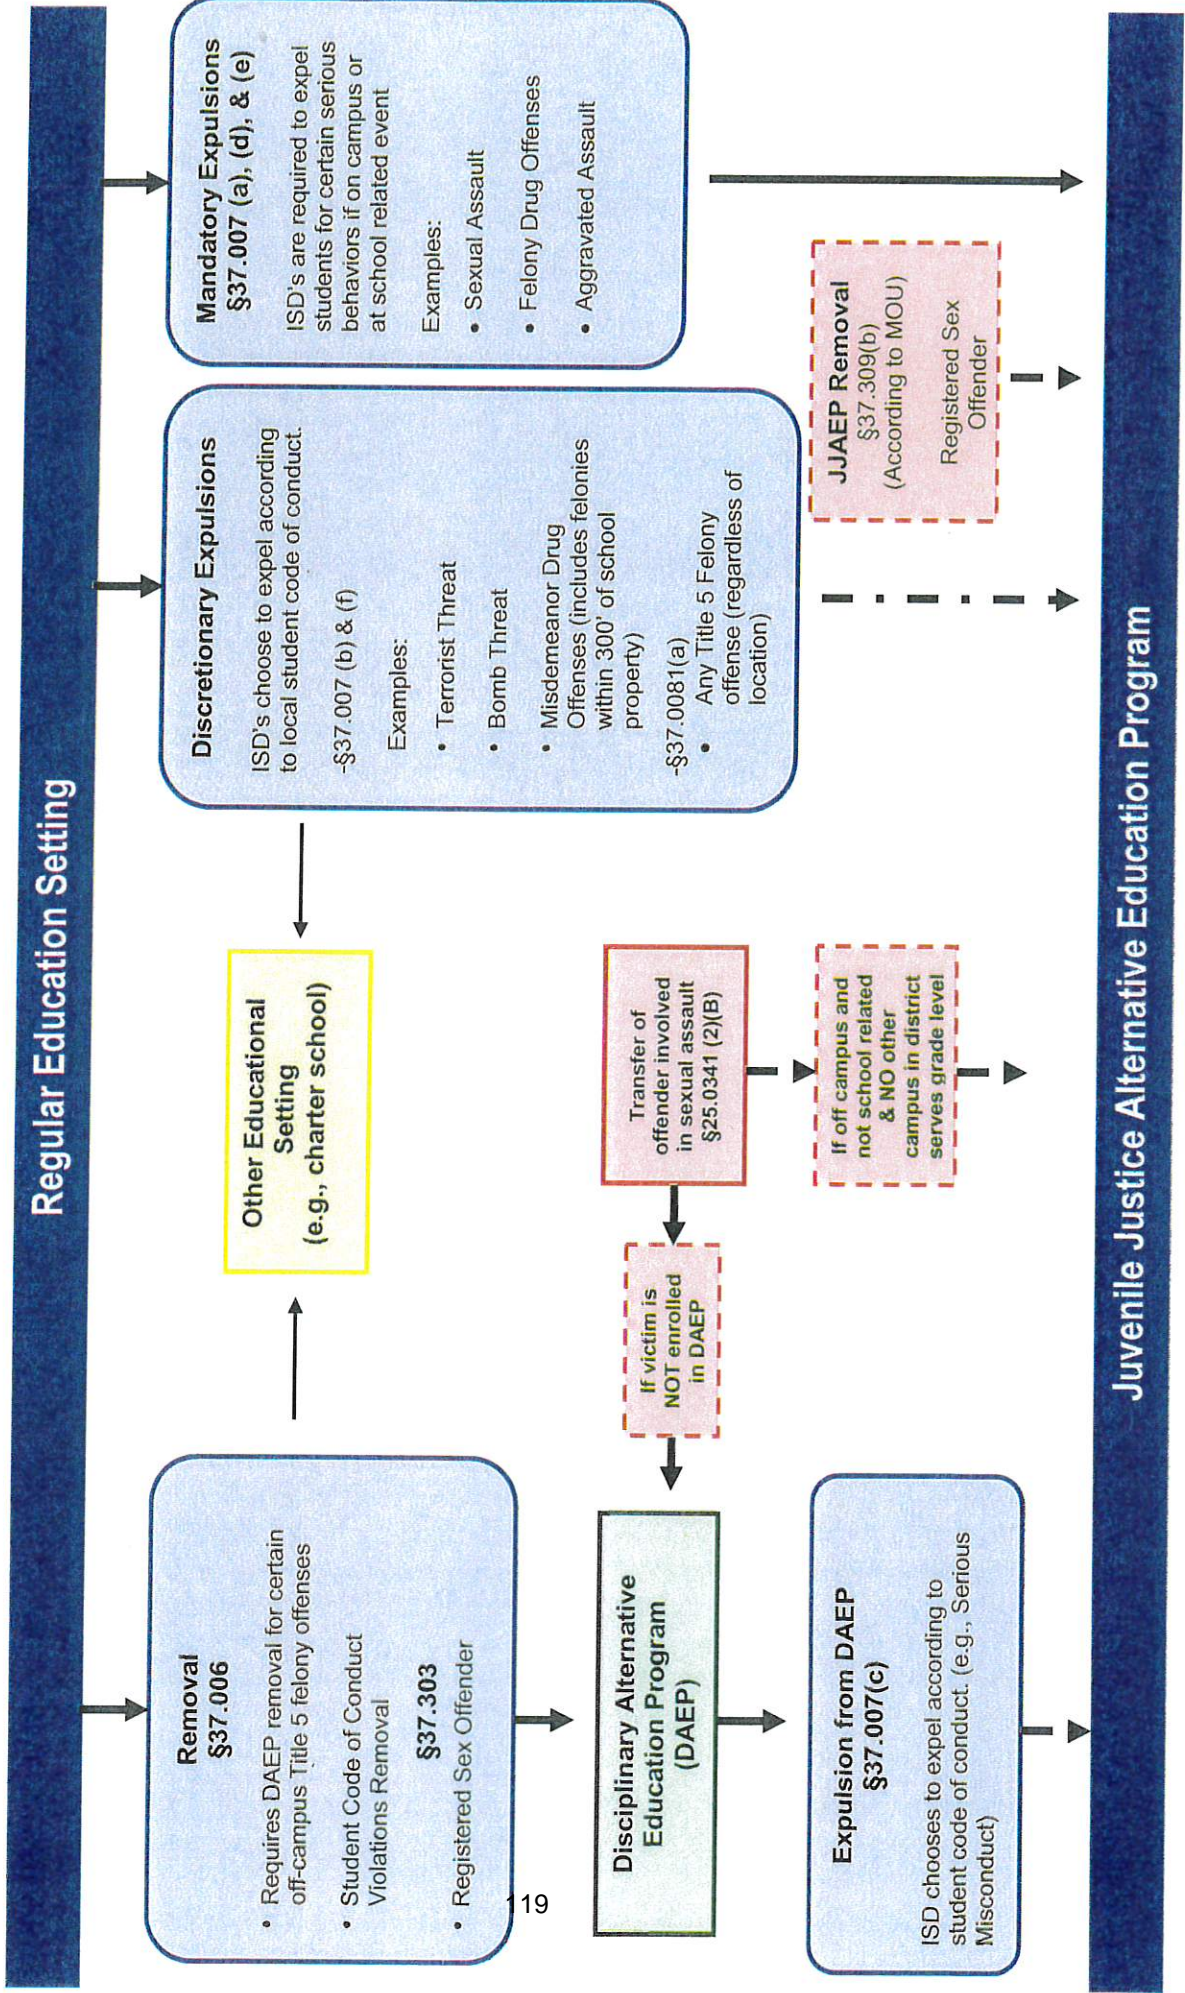 Regular Education Setting
Removal
§37.006
• Requires DAEP removal for certain
off-campus Title 5 felony offenses
• Student Code of Conduct
Violations Removal
§37.303
• Registered Sex Offender
Other Educational
Setting
(e.g., charter school)
Discretionary Expulsions
ISD's choose to expel according
to local student code of conduct.
-§37.007 (b) & (f)
Examples:
• Terrorist Threat
• Bomb Threat
• Misdemeanor Drug
Offenses (includes felonies
within 300' of school
property)
-§37.0081(a)
• Any Title 5 Felony
offense (regardless of
location)
Mandatory Expulsions
§37.007 (a), (d), & (e)
ISD's are required to expel
students for certain serious
behaviors if on campus or
at school related event
Examples:
• Sexual Assault
• Felony Drug Offenses
• Aggravated Assault
Disciplinary Alternative
Education Program
(DAEP)
If victim is
NOT enrolled
in DAEP
Transfer of
offender involved
in sexual assault
§25.0341 (2)(B)
Expulsion from DAEP
§37.007(c)
ISD chooses to expel according to
student code of conduct. (e.g., Serious
Misconduct)
If off campus and
not school related
& NO other
campus in district
serves grade level
JJAEP Removal
§37.309(b)
(According to MOU)
Registered Sex
Offender
Juvenile Justice Alternative Education Program
119